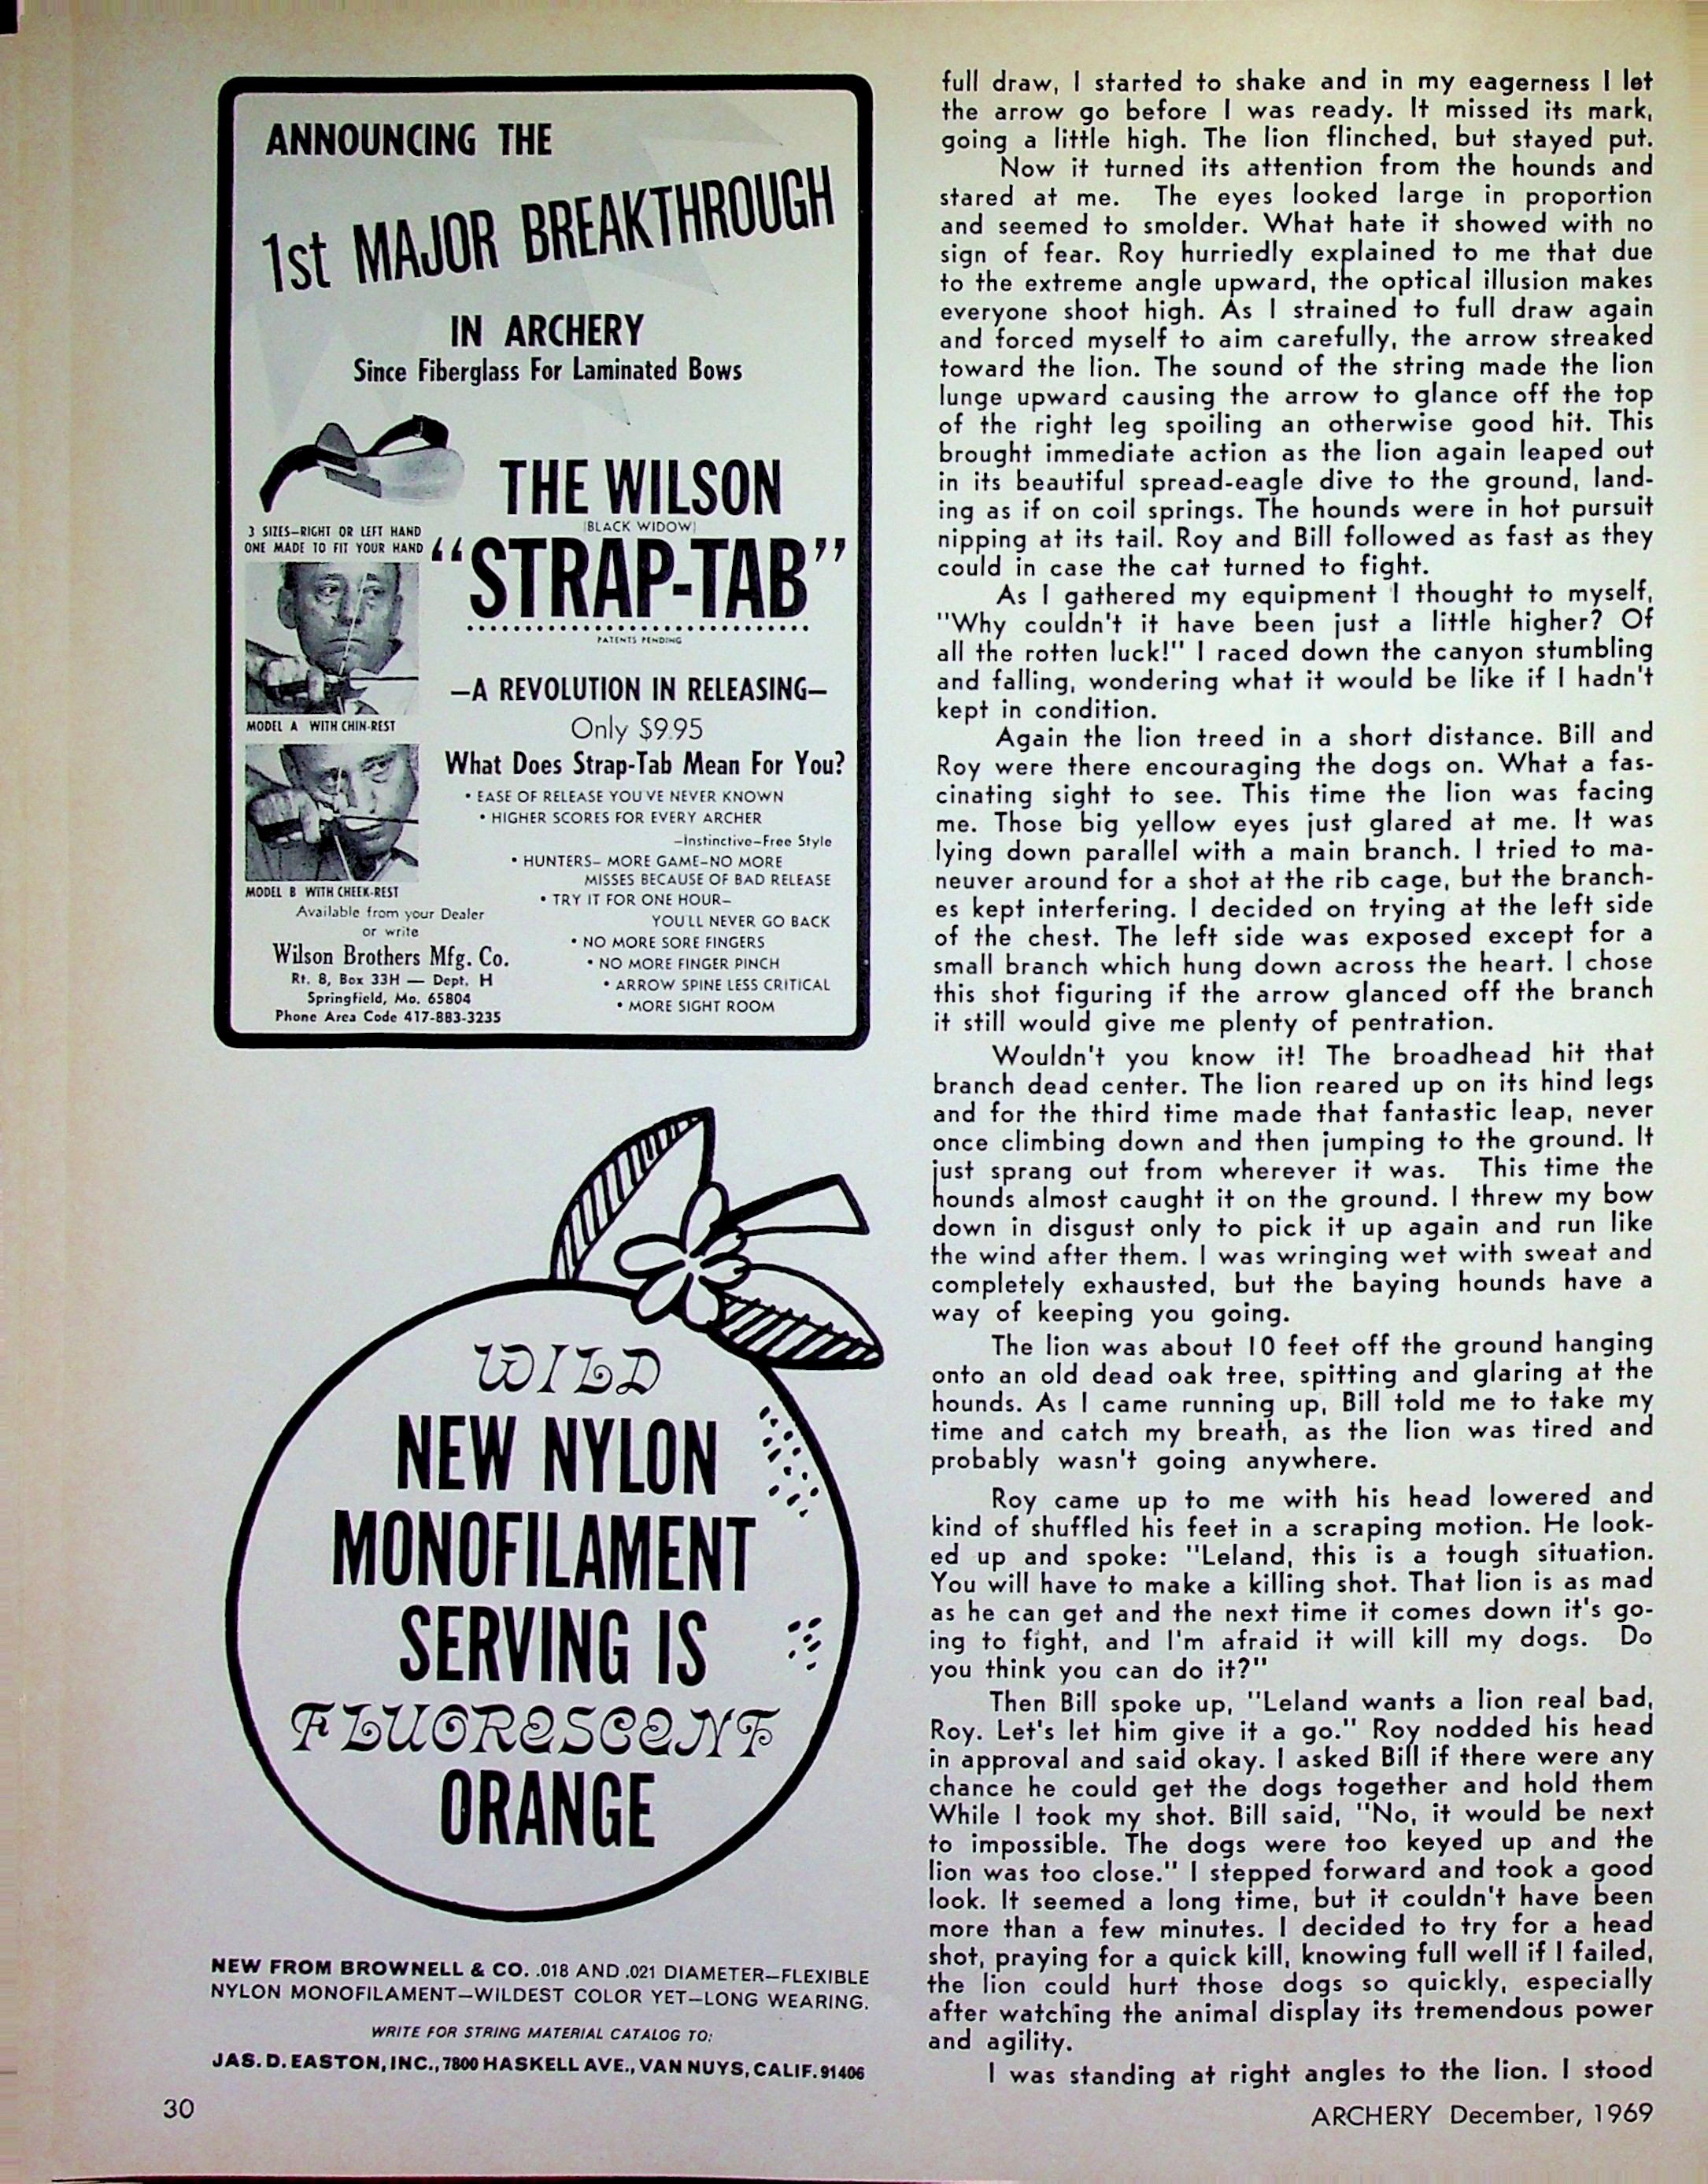 ANNOUNCING THE
1st MAJOR BREAKTHROUGH
IN ARCHERY
Since Fiberglass For Laminated Bows
THE WILSON
(BLACK WIDOW)
"STRAP-TAB"
PATENTS PENDING
3 SIZES—RIGHT OR LEFT HAND
ONE MADE TO FIT YOUR HAND
MODEL A WITH CHIN-REST
MODEL B WITH CHEEK-REST
—A REVOLUTION IN RELEASING—
Only $9.95
What Does Strap-Tab Mean For You?
• EASE OF RELEASE YOU'VE NEVER KNOWN
• HIGHER SCORES FOR EVERY ARCHER
—Instinctive—Free Style
• HUNTERS— MORE GAME—NO MORE
MISSES BECAUSE OF BAD RELEASE
• TRY IT FOR ONE HOUR—
YOU'LL NEVER GO BACK
• NO MORE SORE FINGERS
• NO MORE FINGER PINCH
• ARROW SPINE LESS CRITICAL
• MORE SIGHT ROOM
Available from your Dealer
or write
Wilson Brothers Mfg. Co.
Rt. 8, Box 33H — Dept. H
Springfield, Mo. 65804
Phone Area Code 417-883-3235
WILD
NEW NYLON
MONOFILAMENT
SERVING IS
FLUORESCENT
ORANGE
NEW FROM BROWNELL & CO. .018 AND .021 DIAMETER—FLEXIBLE
NYLON MONOFILAMENT—WILDEST COLOR YET—LONG WEARING.
WRITE FOR STRING MATERIAL CATALOG TO:
JAS. D. EASTON, INC., 7800 HASKELL AVE., VAN NUYS, CALIF. 91406
full draw, I started to shake and in my eagerness I let
the arrow go before I was ready. It missed its mark,
going a little high. The lion flinched, but stayed put.
Now it turned its attention from the hounds and
stared at me. The eyes looked large in proportion
and seemed to smolder. What hate it showed with no
sign of fear. Roy hurriedly explained to me that due
to the extreme angle upward, the optical illusion makes
everyone shoot high. As I strained to full draw again
and forced myself to aim carefully, the arrow streaked
toward the lion. The sound of the string made the lion
lunge upward causing the arrow to glance off the top
of the right leg spoiling an otherwise good hit. This
brought immediate action as the lion again leaped out
in its beautiful spread-eagle dive to the ground, land-
ing as if on coil springs. The hounds were in hot pursuit
nipping at its tail. Roy and Bill followed as fast as they
could in case the cat turned to fight.
As I gathered my equipment I thought to myself,
"Why couldn't it have been just a little higher? Of
all the rotten luck!" I raced down the canyon stumbling
and falling, wondering what it would be like if I hadn't
kept in condition.
Again the lion treed in a short distance. Bill and
Roy were there encouraging the dogs on. What a fas-
cinating sight to see. This time the lion was facing
me. Those big yellow eyes just glared at me. It was
lying down parallel with a main branch. I tried to ma-
neuver around for a shot at the rib cage, but the branch-
es kept interfering. I decided on trying at the left side
of the chest. The left side was exposed except for a
small branch which hung down across the heart. I chose
this shot figuring if the arrow glanced off the branch
it still would give me plenty of pentration.
Wouldn't you know it! The broadhead hit that
branch dead center. The lion reared up on its hind legs
and for the third time made that fantastic leap, never
once climbing down and then jumping to the ground. It
just sprang out from wherever it was. This time the
hounds almost caught it on the ground. I threw my bow
down in disgust only to pick it up again and run like
the wind after them. I was wringing wet with sweat and
completely exhausted, but the baying hounds have a
way of keeping you going.
The lion was about 10 feet off the ground hanging
onto an old dead oak tree, spitting and glaring at the
hounds. As I came running up, Bill told me to take my
time and catch my breath, as the lion was tired and
probably wasn't going anywhere.
Roy came up to me with his head lowered and
kind of shuffled his feet in a scraping motion. He look-
ed up and spoke: "Leland, this is a tough situation.
You will have to make a killing shot. That lion is as mad
as he can get and the next time it comes down it's go-
ing to fight, and I'm afraid it will kill my dogs. Do
you think you can do it?"
Then Bill spoke up, "Leland wants a lion real bad,
Roy. Let's let him give it a go." Roy nodded his head
in approval and said okay. I asked Bill if there were any
chance he could get the dogs together and hold them
While I took my shot. Bill said, "No, it would be next
to impossible. The dogs were too keyed up and the
lion was too close." I stepped forward and took a good
look. It seemed a long time, but it couldn't have been
more than a few minutes. I decided to try for a head
shot, praying for a quick kill, knowing full well if I failed,
the lion could hurt those dogs so quickly, especially
after watching the animal display its tremendous power
and agility.
I was standing at right angles to the lion. I stood
30
ARCHERY December, 1969